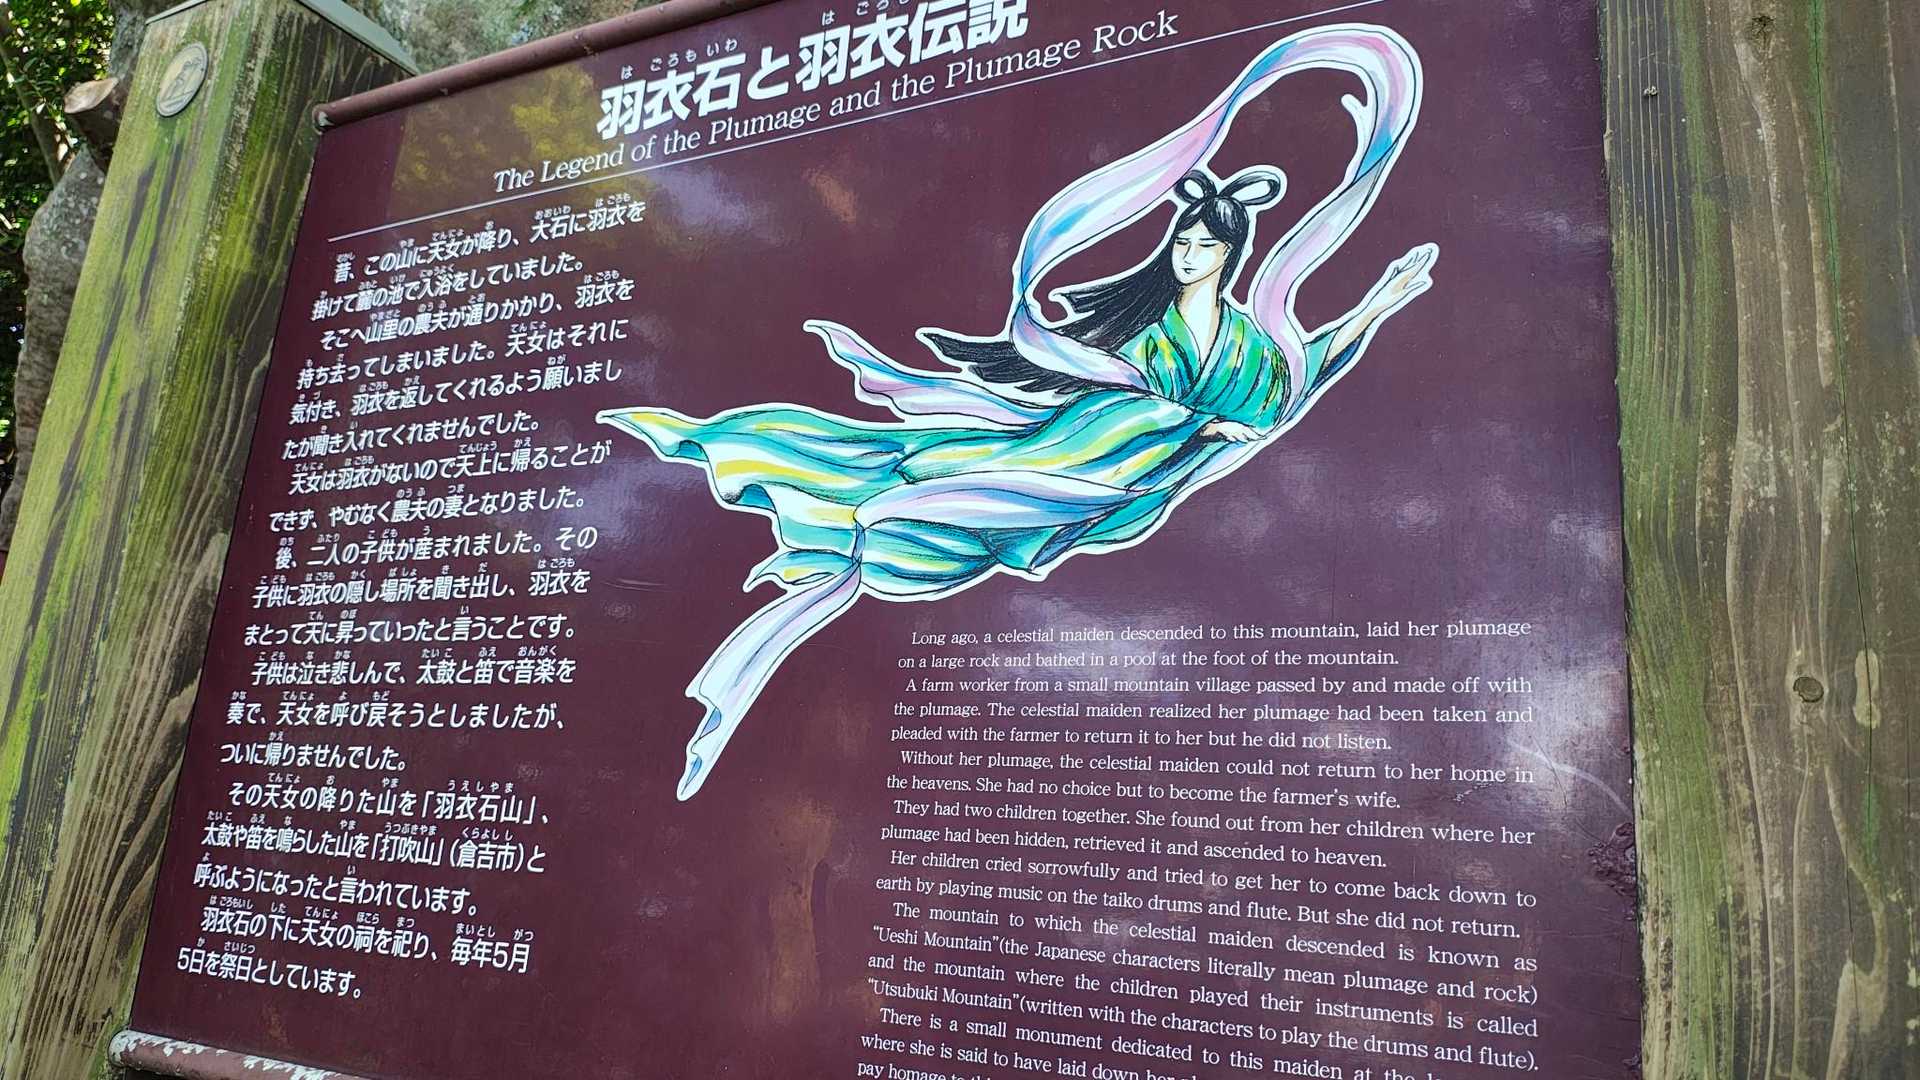 羽衣石と羽衣伝説
The Legend of the Plumage and the Plumage Rock
昔、この山に天女が降り、大石に羽衣を
掛けて麓の池で入浴をしていました。
そこへ山里の農夫が通りかかり、羽衣を
持ち去ってしまいました。天女はそれに
気付き、羽衣を返してくれるよう願いまし
たが聞き入れてくれませんでした。
天女は羽衣がないので天上に帰ることが
できず、やむなく農夫の妻となりました。
後、二人の子供が産まれました。その
子供に羽衣の隠し場所を聞き出し、羽衣を
まとって天に昇っていったと言うことです。
子供は泣き悲しんで、太鼓と笛で音楽を
奏で、天女を呼び戻そうとしましたが、
ついに帰りませんでした。
その天女の降りた山を「羽衣石山」、
太鼓や笛を鳴らした山を「打吹山」(倉吉市)と
呼ぶようになったと言われています。
羽衣石の下に天女の祠を祀り、毎年5月
5日を祭日としています。
Long ago, a celestial maiden descended to this mountain, laid her plumage
on a large rock and bathed in a pool at the foot of the mountain.
A farm worker from a small mountain village passed by and made off with
the plumage. The celestial maiden realized her plumage had been taken and
pleaded with the farmer to return it to her but he did not listen.
Without her plumage, the celestial maiden could not return to her home in
the heavens. She had no choice but to become the farmer's wife.
They had two children together. She found out from her children where her
plumage had been hidden, retrieved it and ascended to heaven.
Her children cried sorrowfully and tried to get her to come back down to
earth by playing music on the taiko drums and flute. But she did not return.
The mountain to which the celestial maiden descended is known as
"Ueshi Mountain"(the Japanese characters literally mean plumage and rock)
and the mountain where the children played their instruments is called
"Utsubuki Mountain"(written with the characters to play the drums and flute).
There is a small monument dedicated to this maiden at the
where she is said to have laid down her
pay homage to